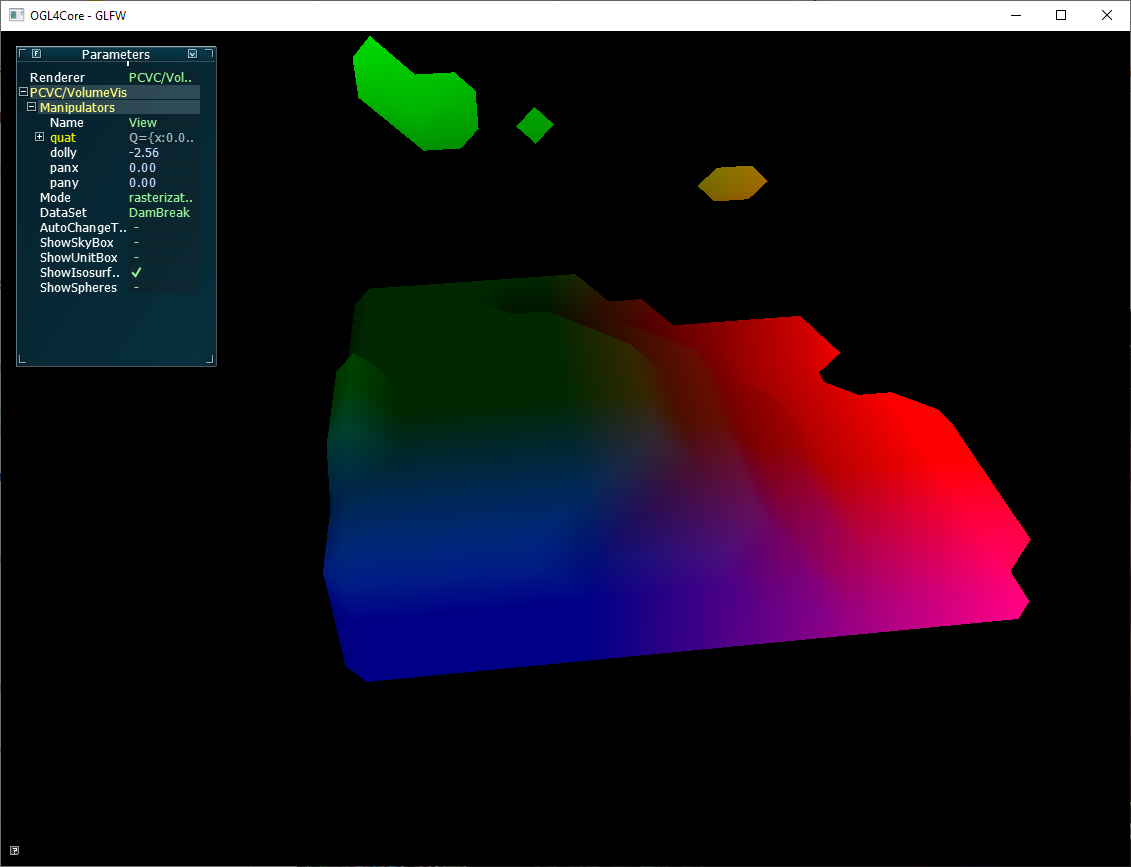 OGL4Core - GLFW
Parameters
Renderer PCVC/Vol..
PCVC/VolumeVis
Manipulators
Name View
quat Q={x:0.0..
dolly -2.56
panx 0.00
pany 0.00
Mode rasterizat..
DataSet DamBreak
AutoChangeT.. -
ShowSkyBox -
ShowUnitBox -
ShowIsosurf.. ✓
ShowSpheres -